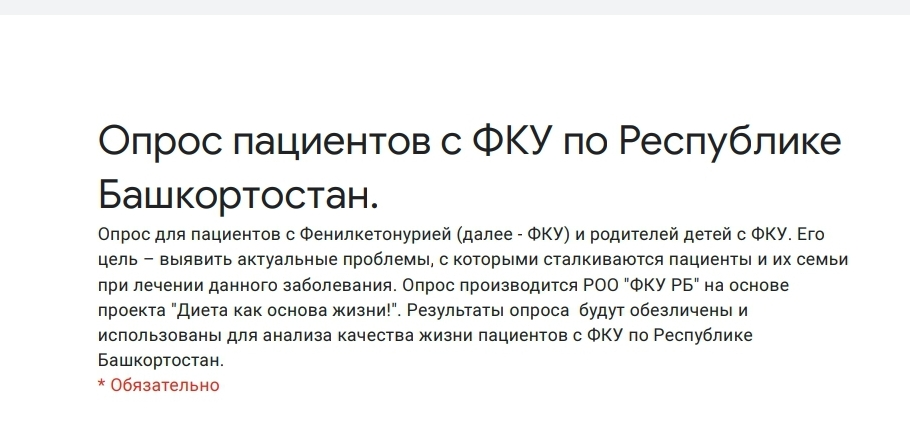 Опрос пациентов с ФКУ по Республике
Башкортостан.
Опрос для пациентов с Фенилкетонурией (далее - ФКУ) и родителей детей с ФКУ. Его
цель – выявить актуальные проблемы, с которыми сталкиваются пациенты и их семьи
при лечении данного заболевания. Опрос производится РОО "ФКУ РБ" на основе
проекта "Диета как основа жизни!". Результаты опроса  будут обезличены и
использованы для анализа качества жизни пациентов с ФКУ по Республике
Башкортостан.
* Обязательно